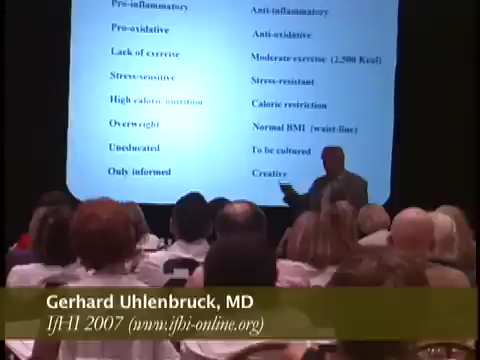 Pro-inflammatory Anti-inflammatory
Pro-oxidative Anti-oxidative
Lack of exercise Moderate exercise (2,500 Kcal)
Stress-sensitive Stress-resistant
High caloric nutrition Caloric restriction
Overweight Normal BMI (waist-line)
Uneducated To be cultured
Only informed Creative
Gerhard Uhlenbruck, MD
IfHI 2007 (www.ifhi-online.org)